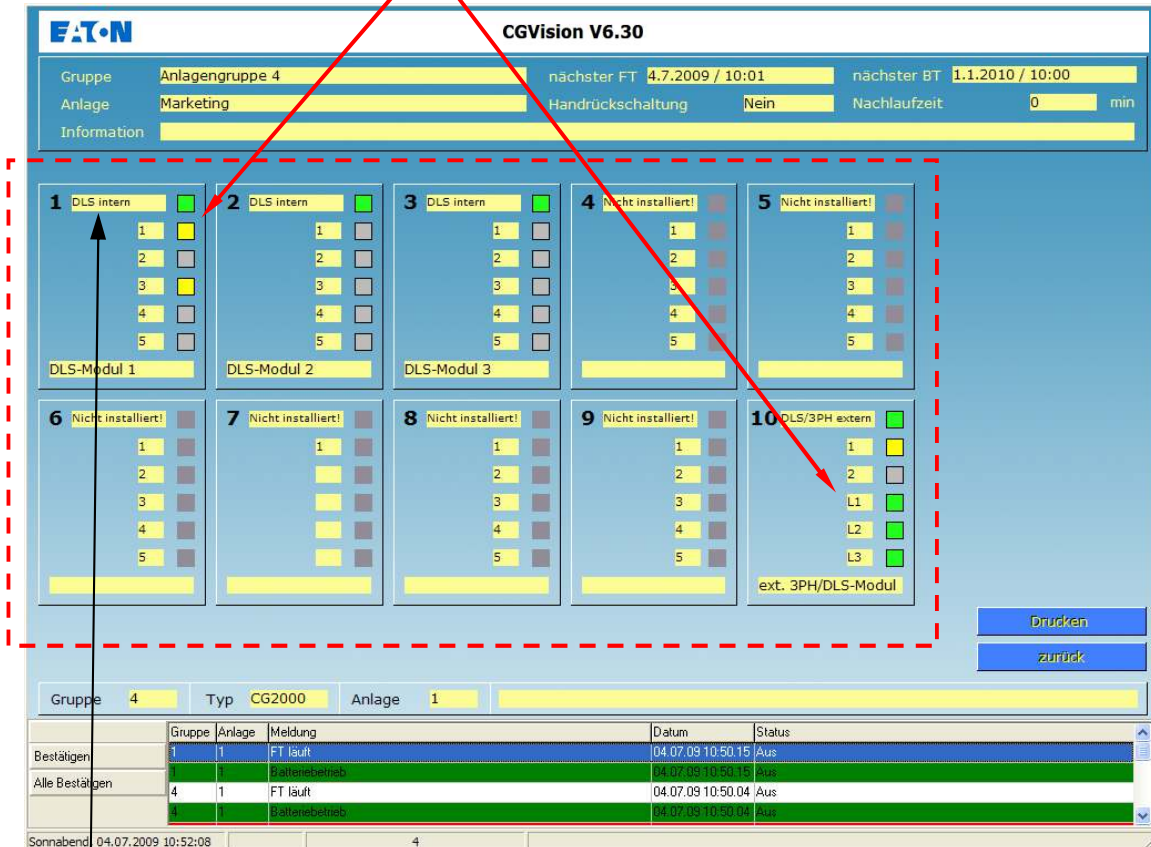 EATON CGVision V6.30
Gruppe Anlagengruppe 4 nächster FT 4.7.2009 / 10:01 nächster BT 1.1.2010 / 10:00
Anlage Marketing Handrückschaltung Nein Nachlaufzeit 0 min
Information
1 DLS intern
1
2
3
4
5
DLS-Modul 1
2 DLS intern
1
2
3
4
5
DLS-Modul 2
3 DLS intern
1
2
3
4
5
DLS-Modul 3
4 Nicht installiert!
1
2
3
4
5
5 Nicht installiert!
1
2
3
4
5
6 Nicht installiert!
1
2
3
4
5
7 Nicht installiert!
1
8 Nicht installiert!
1
2
3
4
5
9 Nicht installiert!
1
2
3
4
5
10 DLS/3PH extern
1
2
L1
L2
L3
ext. 3PH/DLS-Modul
Drucken
zurück
Gruppe 4 Typ CG2000 Anlage 1
Gruppe Anlage Meldung Datum Status
Bestätigen
Alle Bestätigen
1 1 FT läuft 04.07.09 10:50.15 Aus
1 1 Batteriebetrieb 04.07.09 10:50.15 Aus
4 1 FT läuft 04.07.09 10:50.04 Aus
4 1 Batteriebetrieb 04.07.09 10:50.04 Aus
Sonnabend, 04.07.2009 10:52:08 4